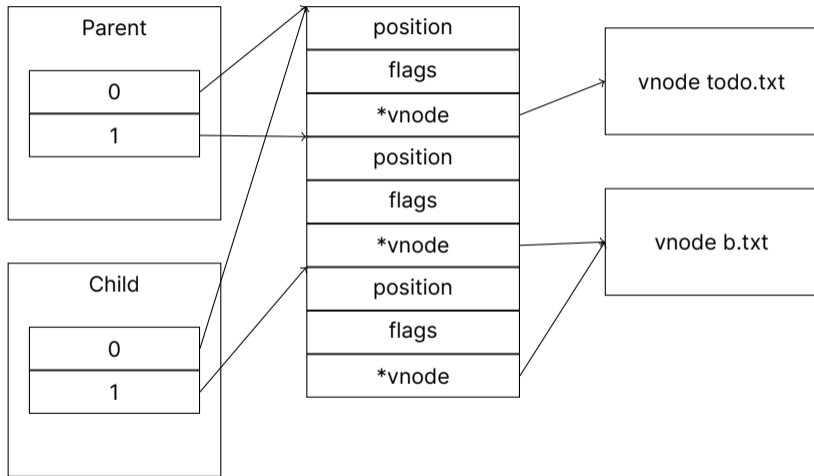 Parent
0
1
Child
0
1
position
flags
*vnode
position
flags
*vnode
position
flags
*vnode
vnode todo.txt
vnode b.txt